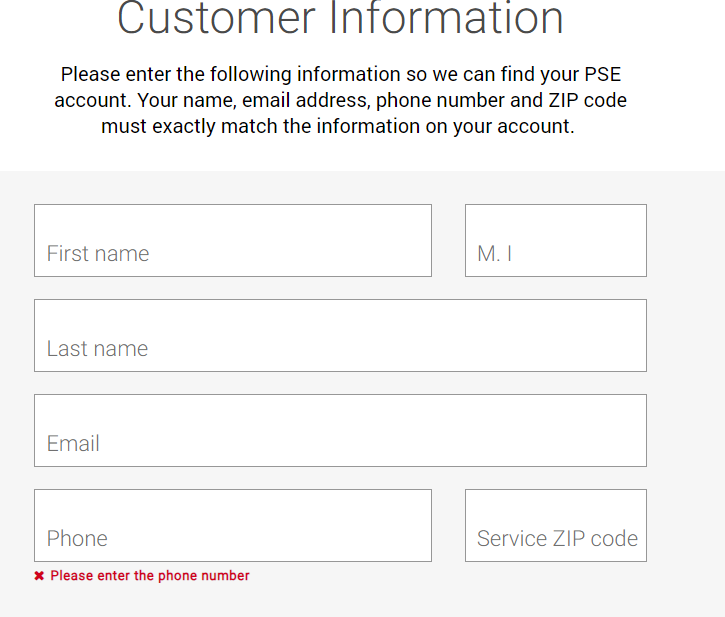 Customer Information
Please enter the following information so we can find your PSE
account. Your name, email address, phone number and ZIP code
must exactly match the information on your account.
First name
M. I
Last name
Email
Phone
Service ZIP code
✖ Please enter the phone number